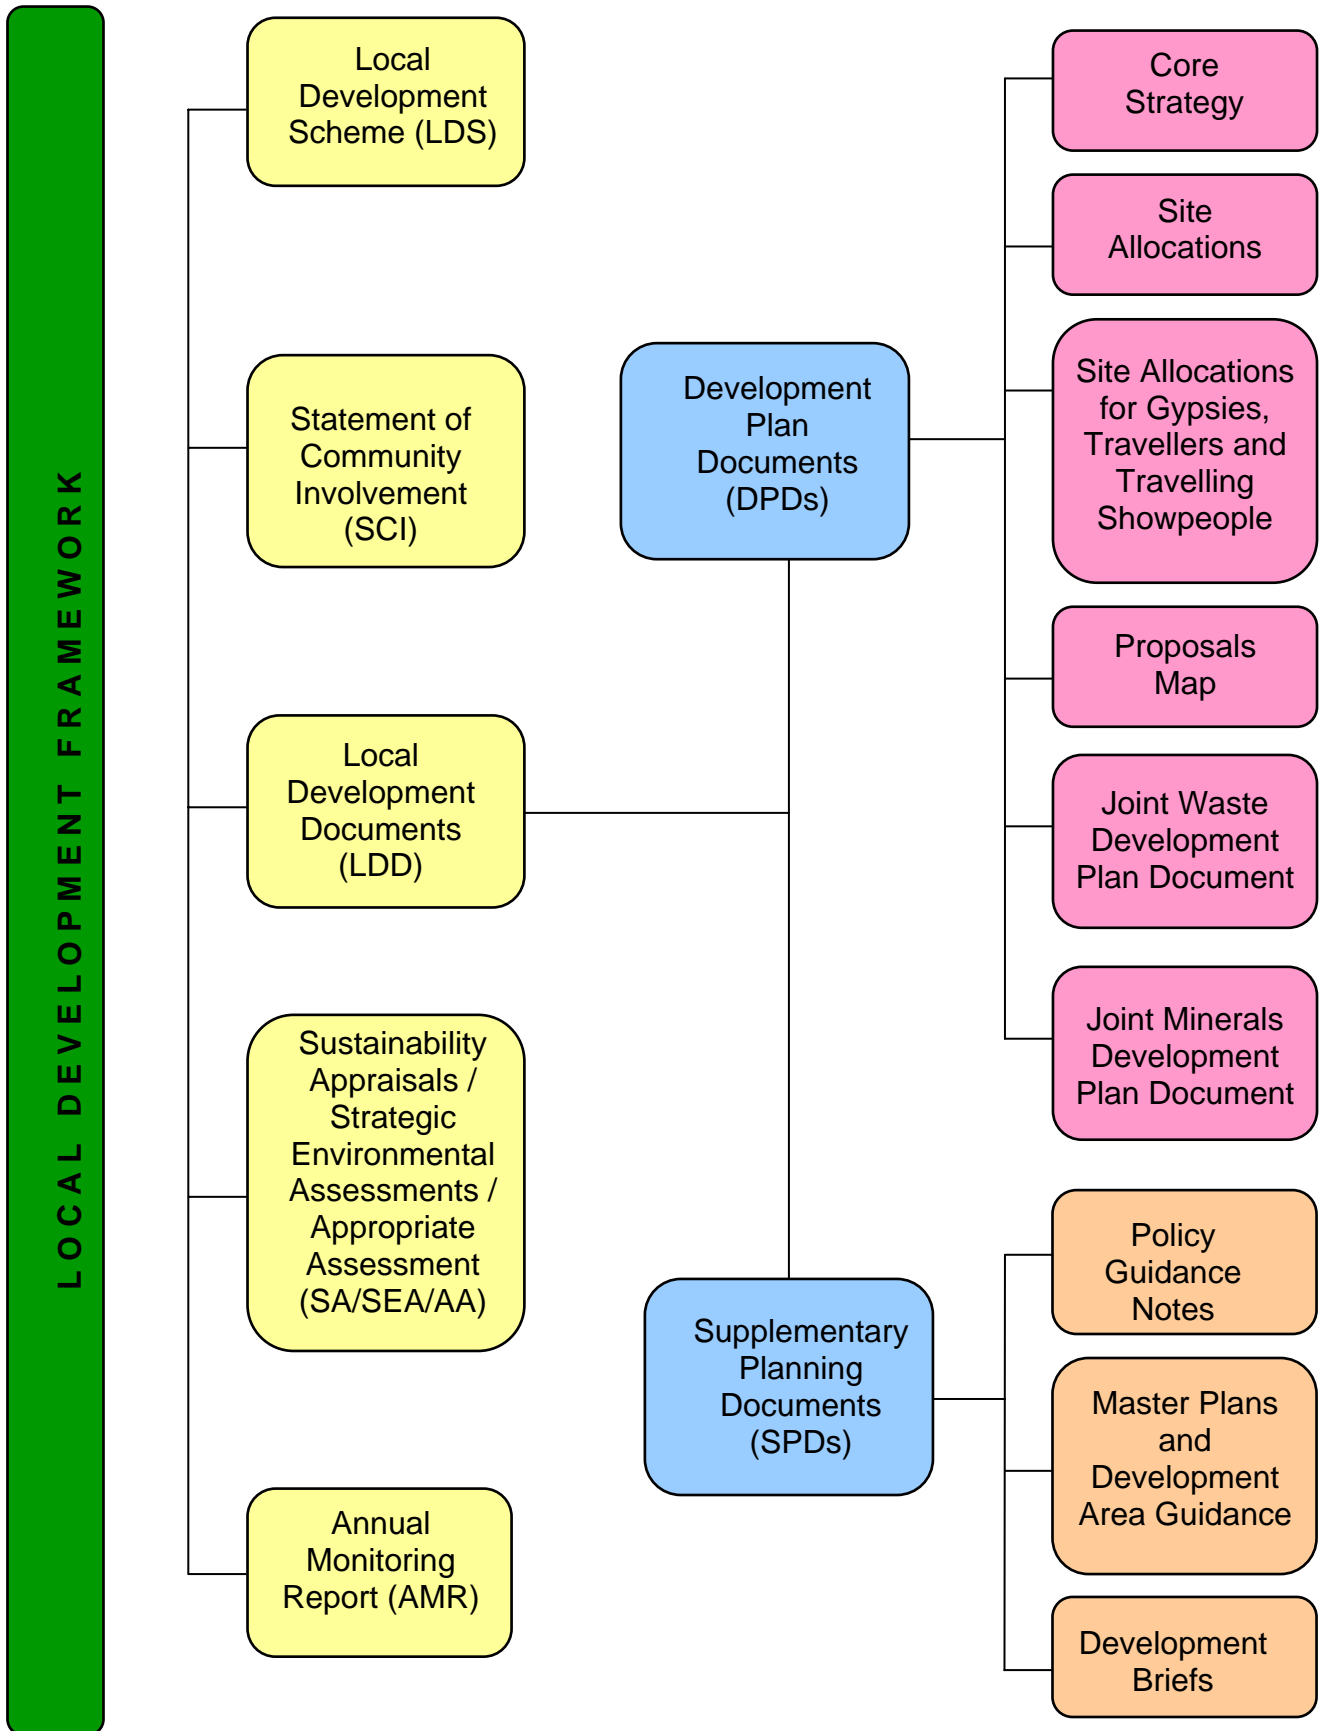 LOCAL DEVELOPMENT FRAMEWORK
Local
Development
Scheme (LDS)
Statement of
Community
Involvement
(SCI)
Local
Development
Documents
(LDD)
Sustainability
Appraisals /
Strategic
Environmental
Assessments /
Appropriate
Assessment
(SA/SEA/AA)
Annual
Monitoring
Report (AMR)
Development
Plan
Documents
(DPDs)
Supplementary
Planning
Documents
(SPDs)
Core
Strategy
Site
Allocations
Site Allocations
for Gypsies,
Travellers and
Travelling
Showpeople
Proposals
Map
Joint Waste
Development
Plan Document
Joint Minerals
Development
Plan Document
Policy
Guidance
Notes
Master Plans
and
Development
Area Guidance
Development
Briefs